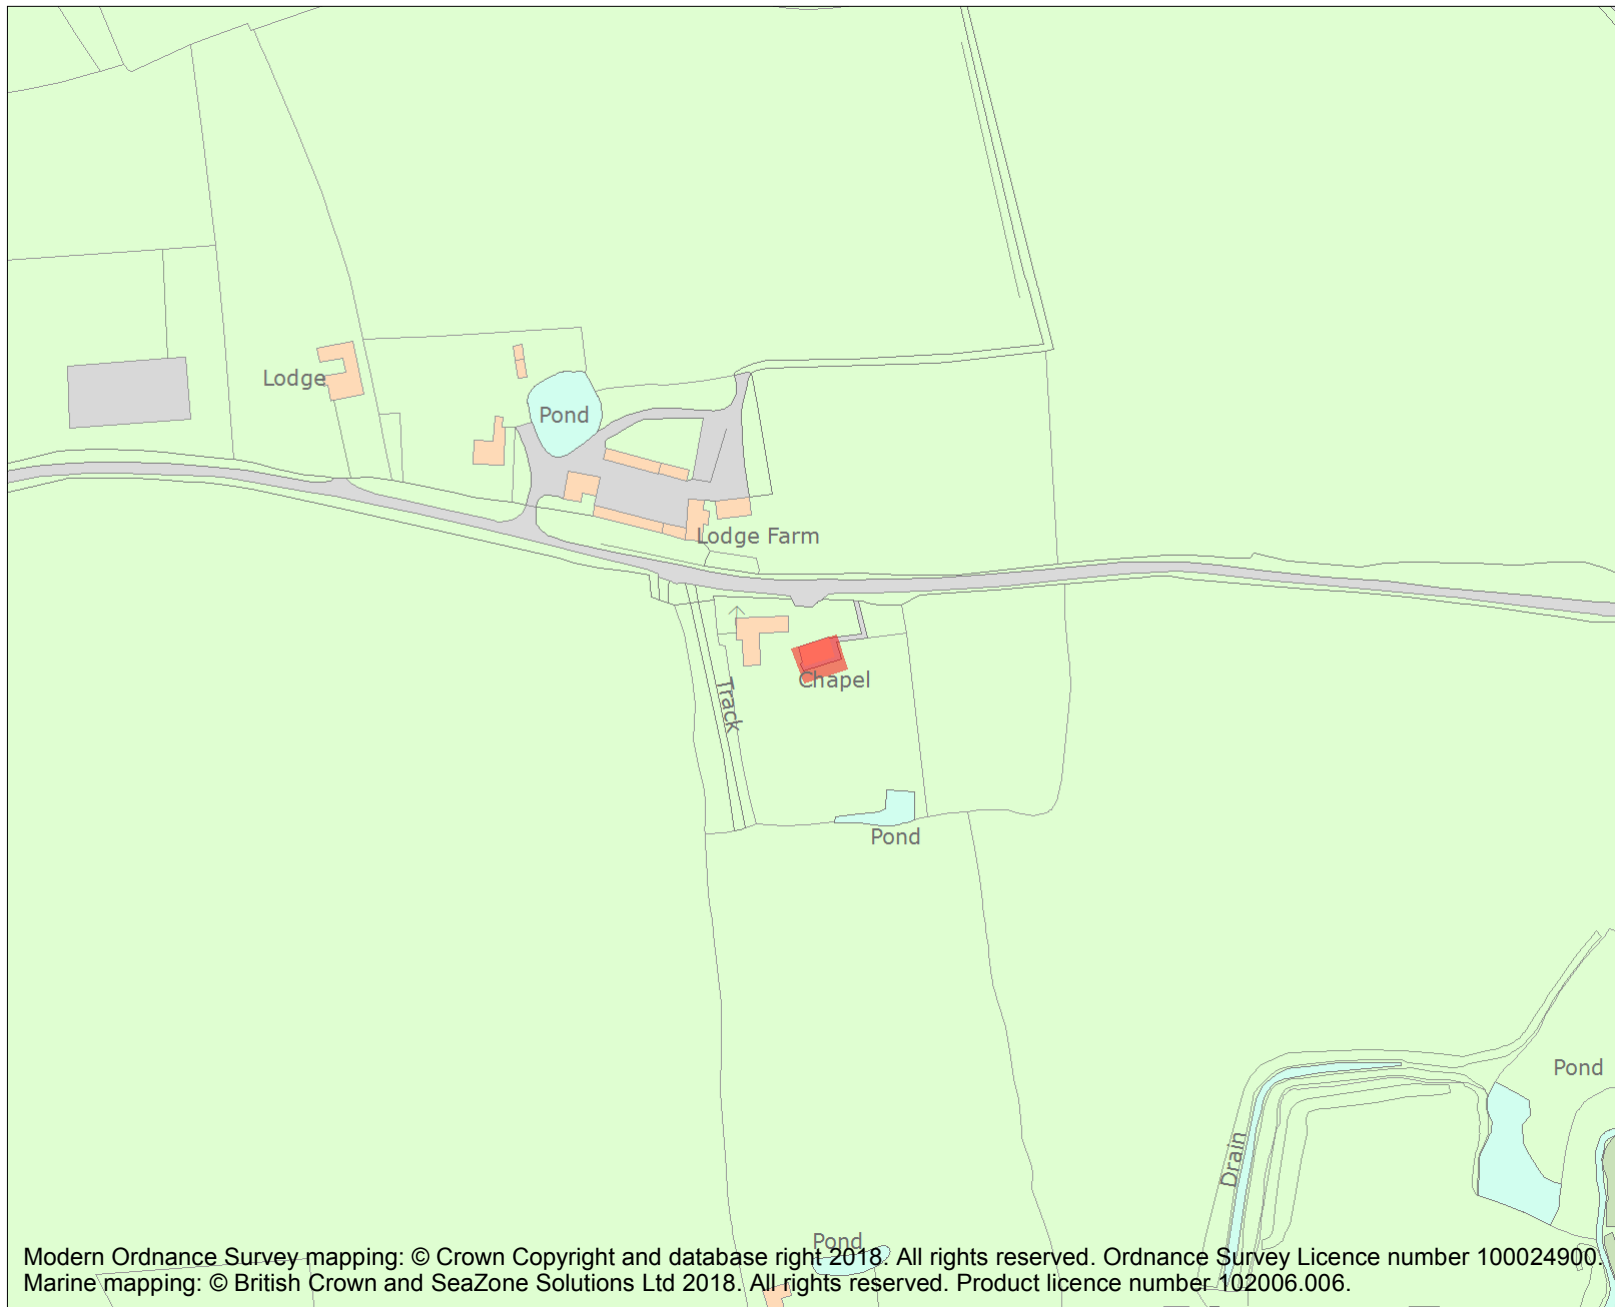 Lodge
Pond
Lodge Farm
Chapel
Track
Pond
Pond
Drain
Pond
Modern Ordnance Survey mapping: © Crown Copyright and database right 2018. All rights reserved. Ordnance Survey Licence number 100024900.
Marine mapping: © British Crown and SeaZone Solutions Ltd 2018. All rights reserved. Product licence number 102006.006.